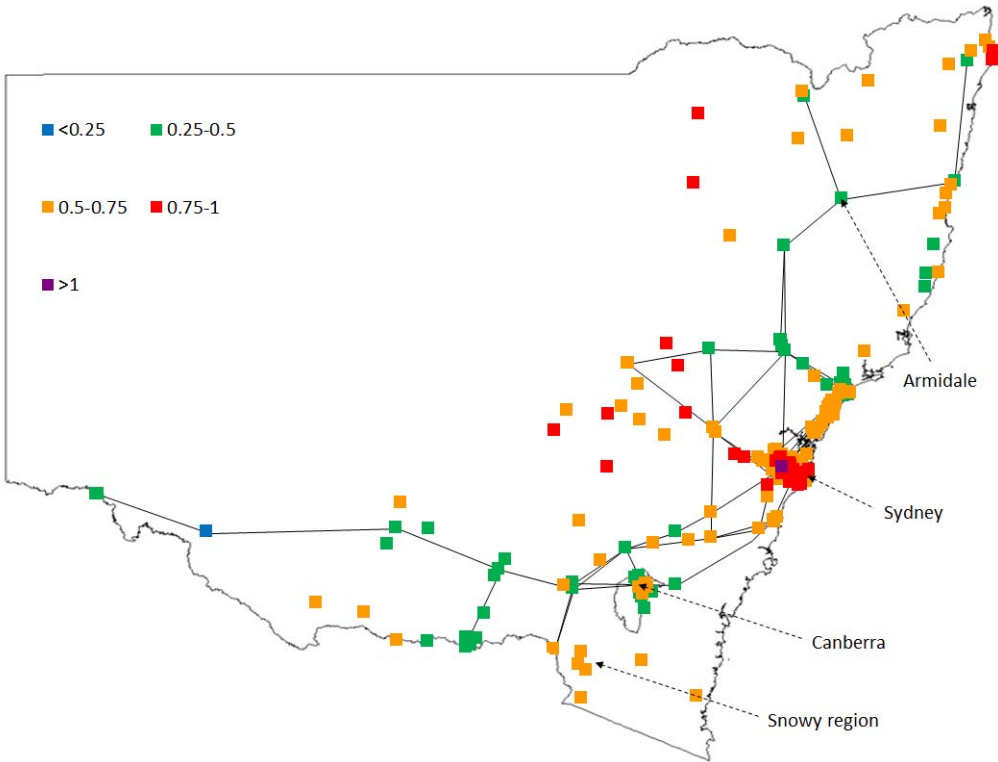 <0.25 0.25-0.5
0.5-0.75 0.75-1
>1
Armidale
Sydney
Canberra
Snowy region